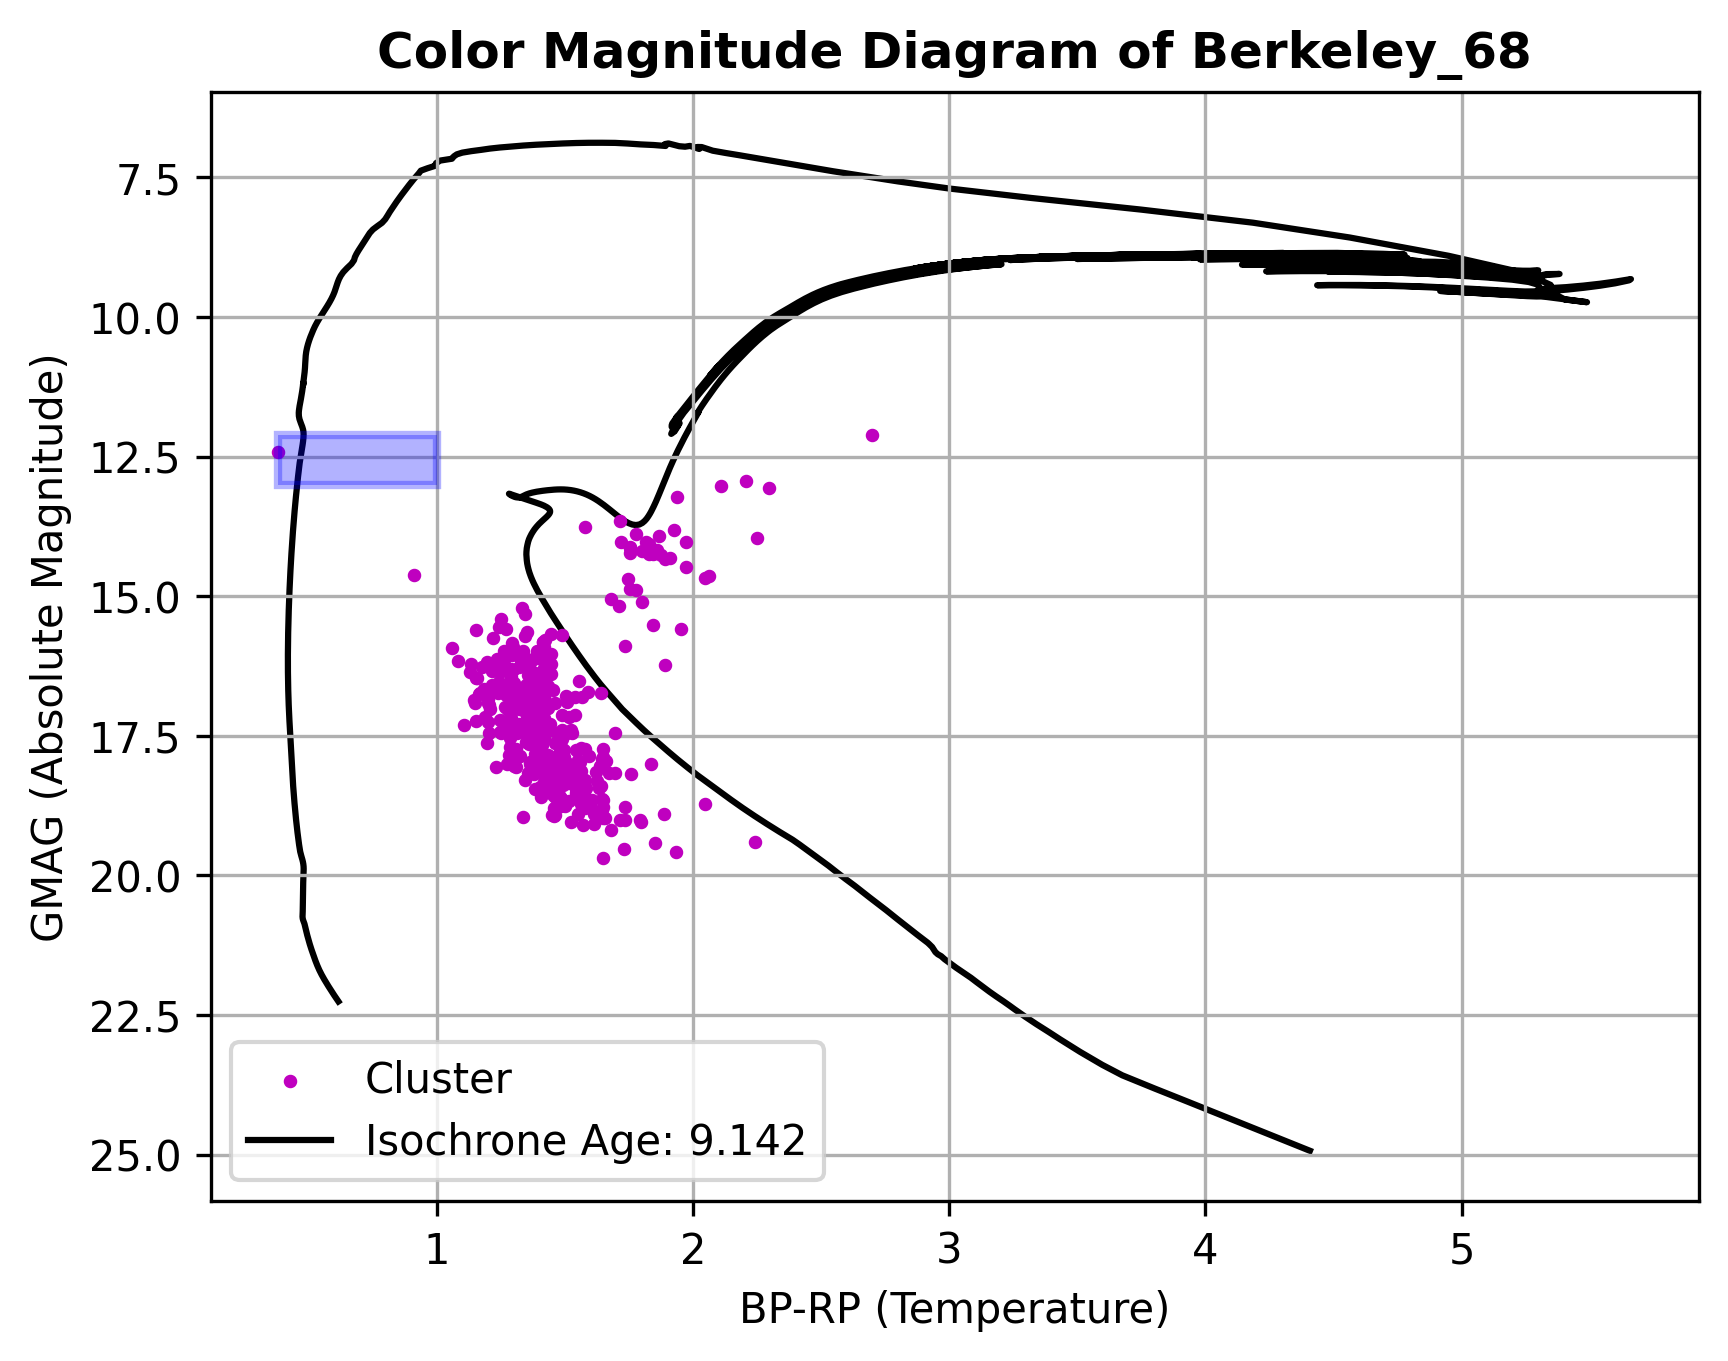 Color Magnitude Diagram of Berkeley_68
GMAG (Absolute Magnitude)
7.5
10.0
12.5
15.0
17.5
20.0
22.5
25.0
Cluster
Isochrone Age: 9.142
1 2 3 4 5
BP-RP (Temperature)